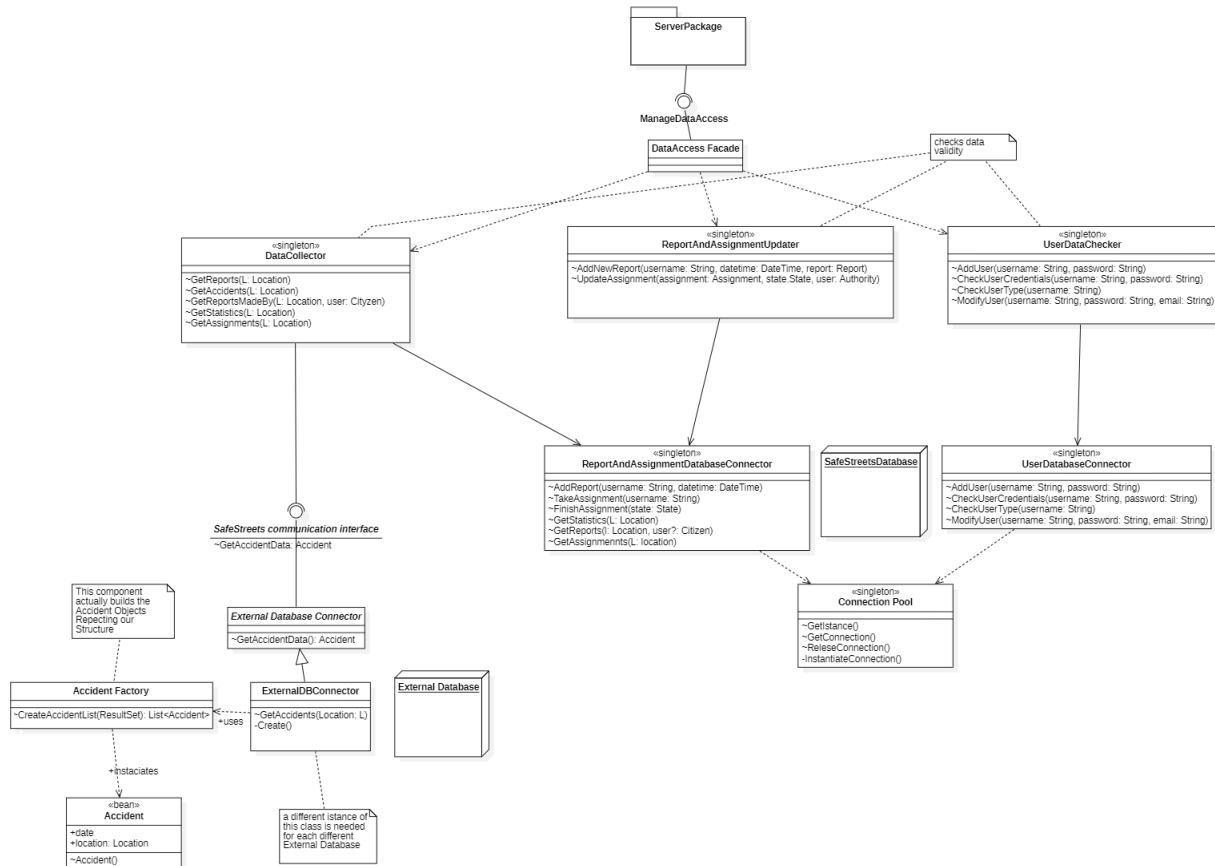 ServerPackage
ManageDataAccess
DataAccess Facade
checks data
validity
«singleton»
DataCollector
~GetReports(L: Location)
~GetAccidents(L: Location)
~GetReportsMadeBy(L: Location, user: Cityzen)
~GetStatistics(L: Location)
~GetAssignments(L: Location)
«singleton»
ReportAndAssignmentUpdater
~AddNewReport(username: String, datetime: DateTime, report: Report)
~UpdateAssignment(assignment: Assignment, state:State, user: Authority)
«singleton»
UserDataChecker
~AddUser(username: String, password: String)
~CheckUserCredentials(username: String, password: String)
~CheckUserType(username: String)
~ModifyUser(username: String, password: String, email: String)
«singleton»
ReportAndAssignmentDatabaseConnector
~AddReport(username: String, datetime: DateTime)
~TakeAssignment(username: String)
~FinishAssignment(state: State)
~GetStatistics(L: Location)
~GetReports(l: Location, user?: Citizen)
~GetAssignmennts(L: location)
SafeStreetsDatabase
«singleton»
UserDatabaseConnector
~AddUser(username: String, password: String)
~CheckUserCredentials(username: String, password: String)
~CheckUserType(username: String)
~ModifyUser(username: String, password: String, email: String)
SafeStreets communication interface
~GetAccidentData: Accident
This component
actually builds the
Accident Objects
Repecting our
Structure
External Database Connector
~GetAccidentData(): Accident
«singleton»
Connection Pool
~GetIstance()
~GetConnection()
~ReleseConnection()
-InstantiateConnection()
Accident Factory
~CreateAccidentList(ResultSet): List<Accident>
+uses
ExternalDBConnector
~GetAccidents(Location: L)
-Create()
External Database
+instaciates
«bean»
Accident
+date
+location: Location
~Accident()
a different istance of
this class is needed
for each different
External Database